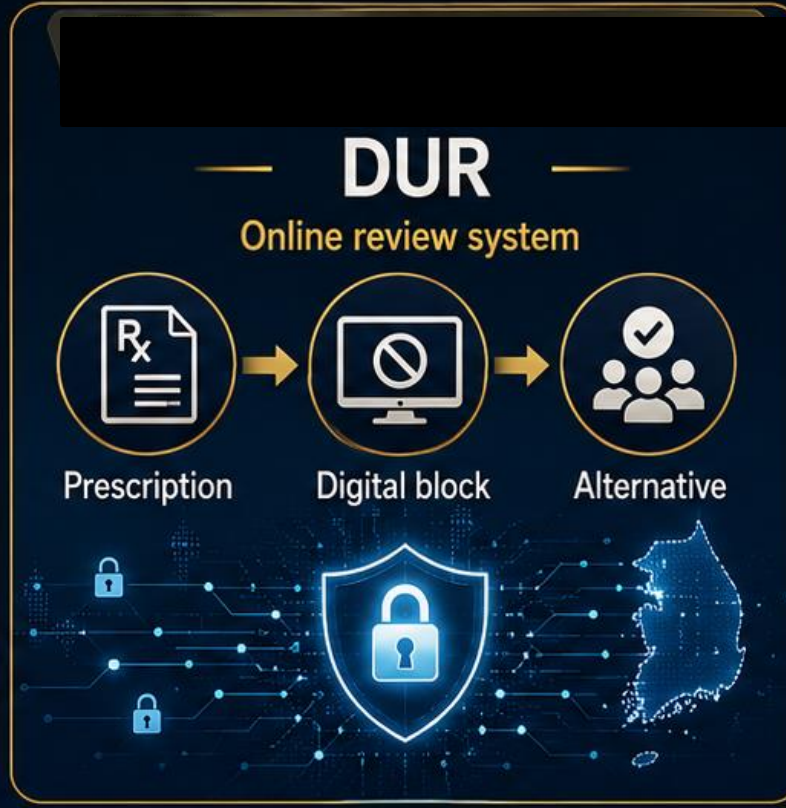 DUR
Online review system
Rx
Prescription
Digital block
Alternative